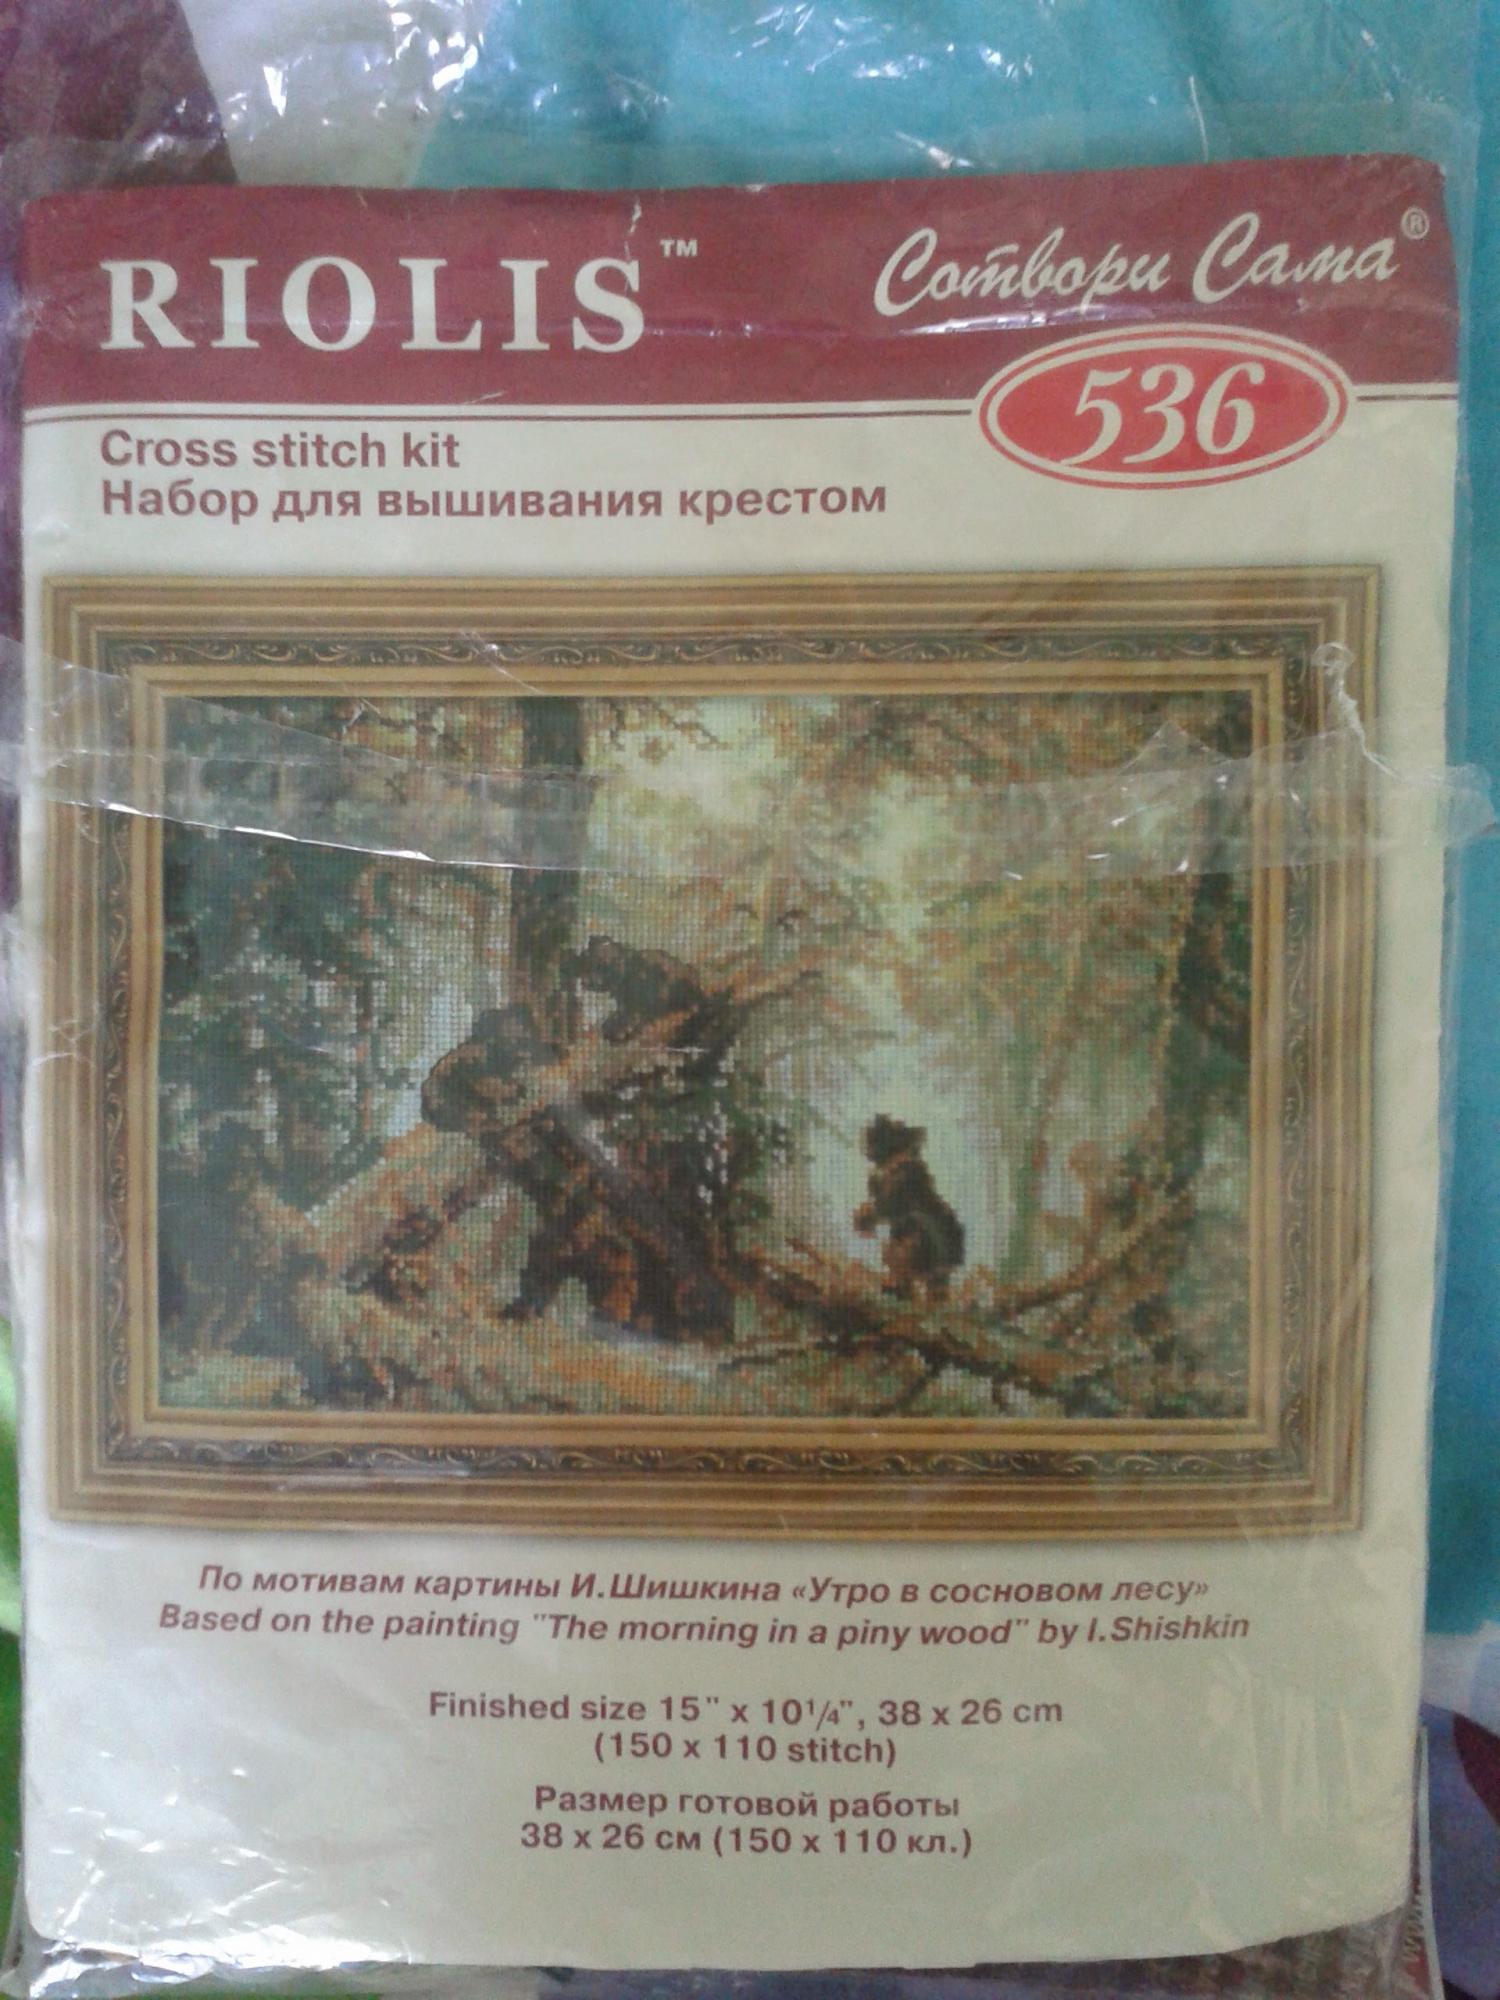 RIOLIS™
Сотвори Сама®
536
Cross stitch kit
Набор для вышивания крестом
По мотивам картины И.Шишкина «Утро в сосновом лесу»
Based on the painting "The morning in a piny wood" by I.Shishkin
Finished size 15" x 10¹/₄", 38 x 26 cm
(150 x 110 stitch)
Размер готовой работы
38 x 26 см (150 x 110 кл.)